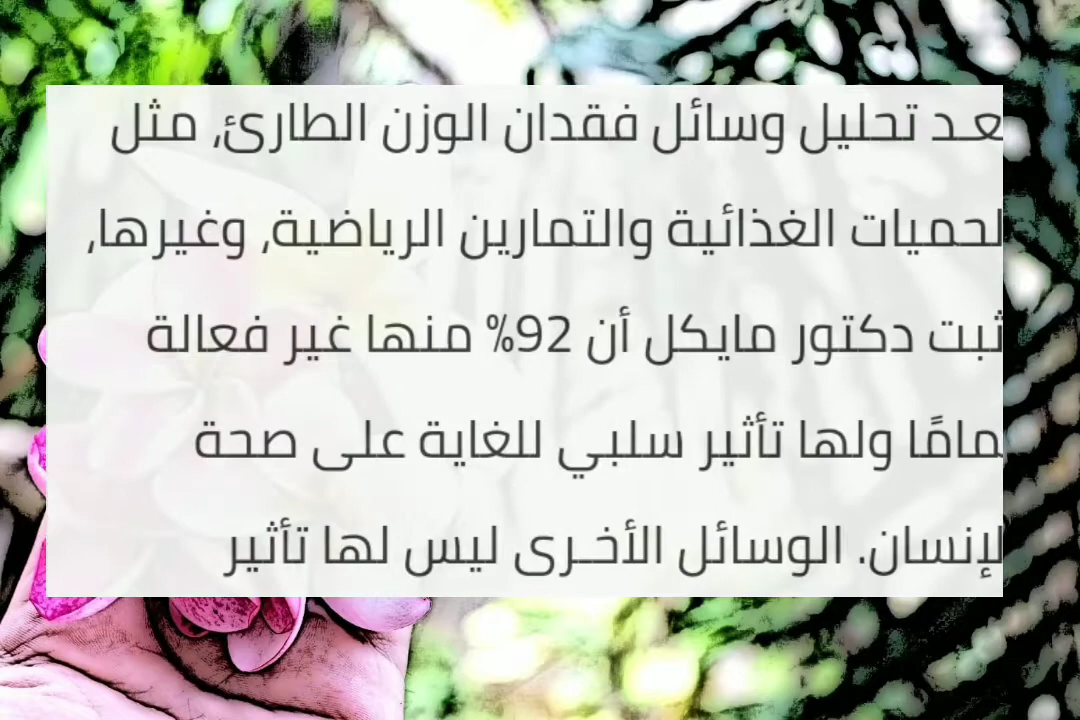 عـد تحليل وسائل فقدان الوزن الطارئ، مثل
لحميات الغذائية والتمارين الرياضية, وغيرها,
ثبت دكتور مايكل أن 92% منها غير فعالة
مامًا ولها تأثير سلبي للغاية على صحة
لإنسان. الوسائل الأخـرى ليس لها تأثير